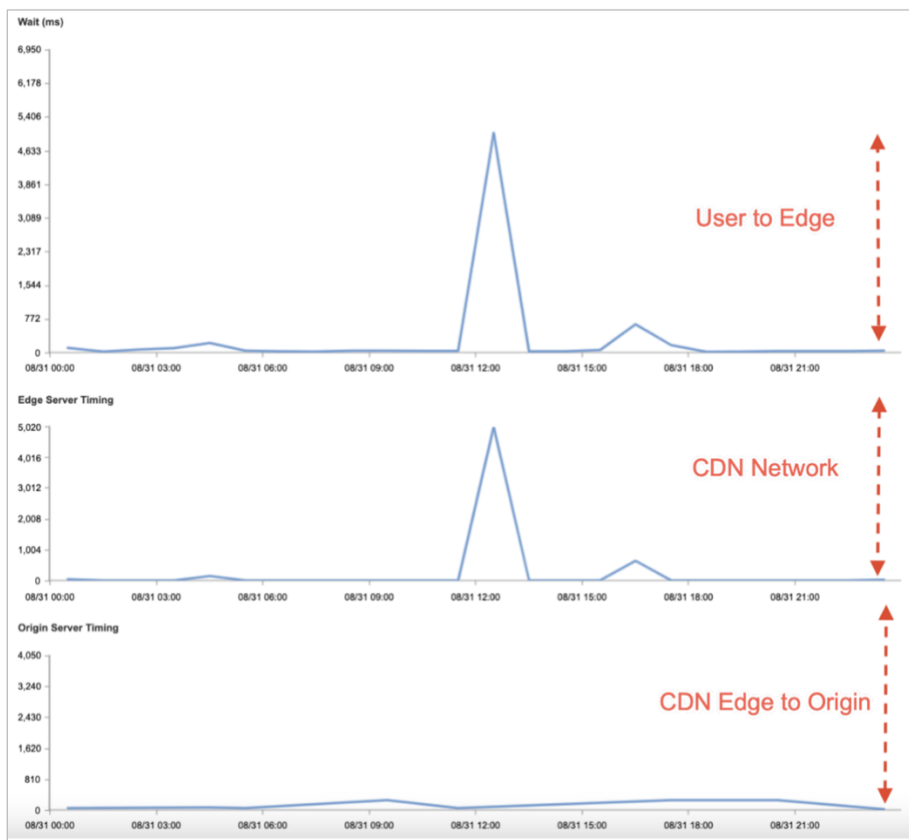 Wait (ms)
6,950
6,178
5,406
4,633
3,861
3,089
2,317
1,544
772
0
08/31 00:00 08/31 03:00 08/31 06:00 08/31 09:00 08/31 12:00 08/31 15:00 08/31 18:00 08/31 21:00
User to Edge
Edge Server Timing
5,020
4,016
3,012
2,008
1,004
0
08/31 00:00 08/31 03:00 08/31 06:00 08/31 09:00 08/31 12:00 08/31 15:00 08/31 18:00 08/31 21:00
CDN Network
Origin Server Timing
4,050
3,240
2,430
1,620
810
0
08/31 00:00 08/31 03:00 08/31 06:00 08/31 09:00 08/31 12:00 08/31 15:00 08/31 18:00 08/31 21:00
CDN Edge to Origin